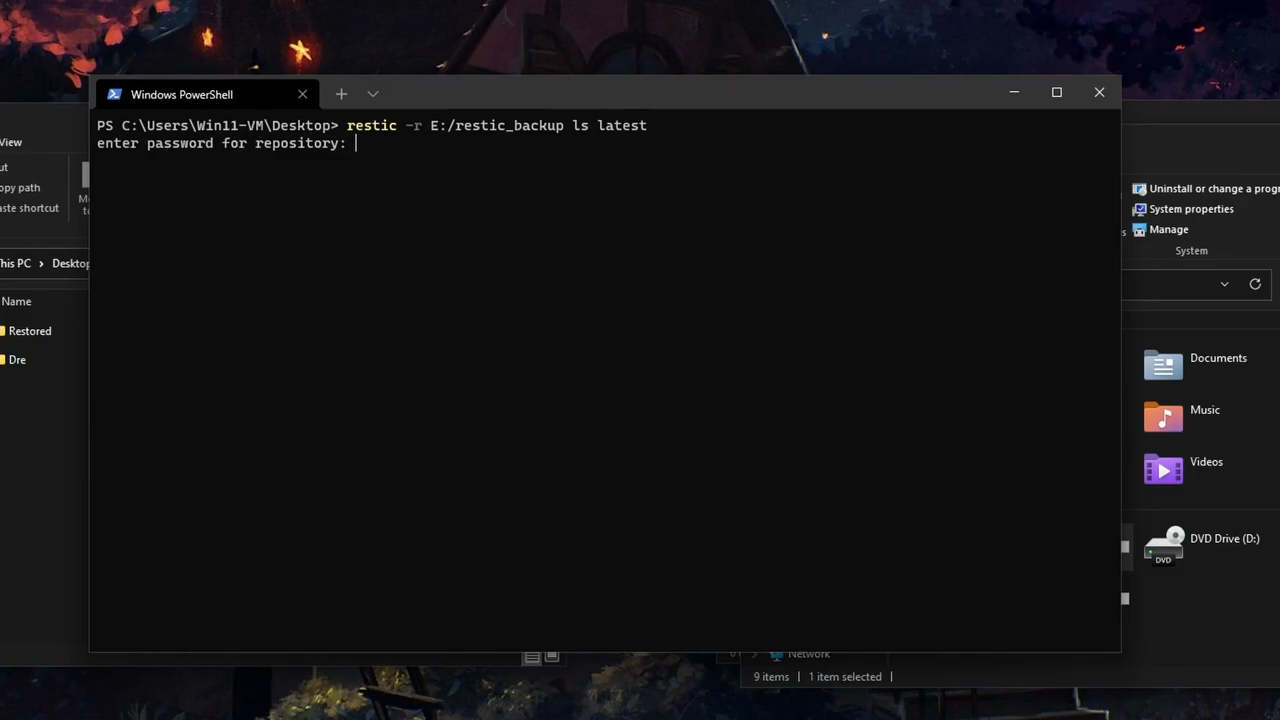 Windows PowerShell
PS C:\Users\Win11-VM\Desktop> restic -r E:/restic_backup ls latest
enter password for repository:
View
opy path
aste shortcut
This PC > Desktop
Name
Restored
Dre
Uninstall or change a prog
System properties
Manage
System
Documents
Music
Videos
DVD Drive (D:)
DVD
Network
9 items
1 item selected